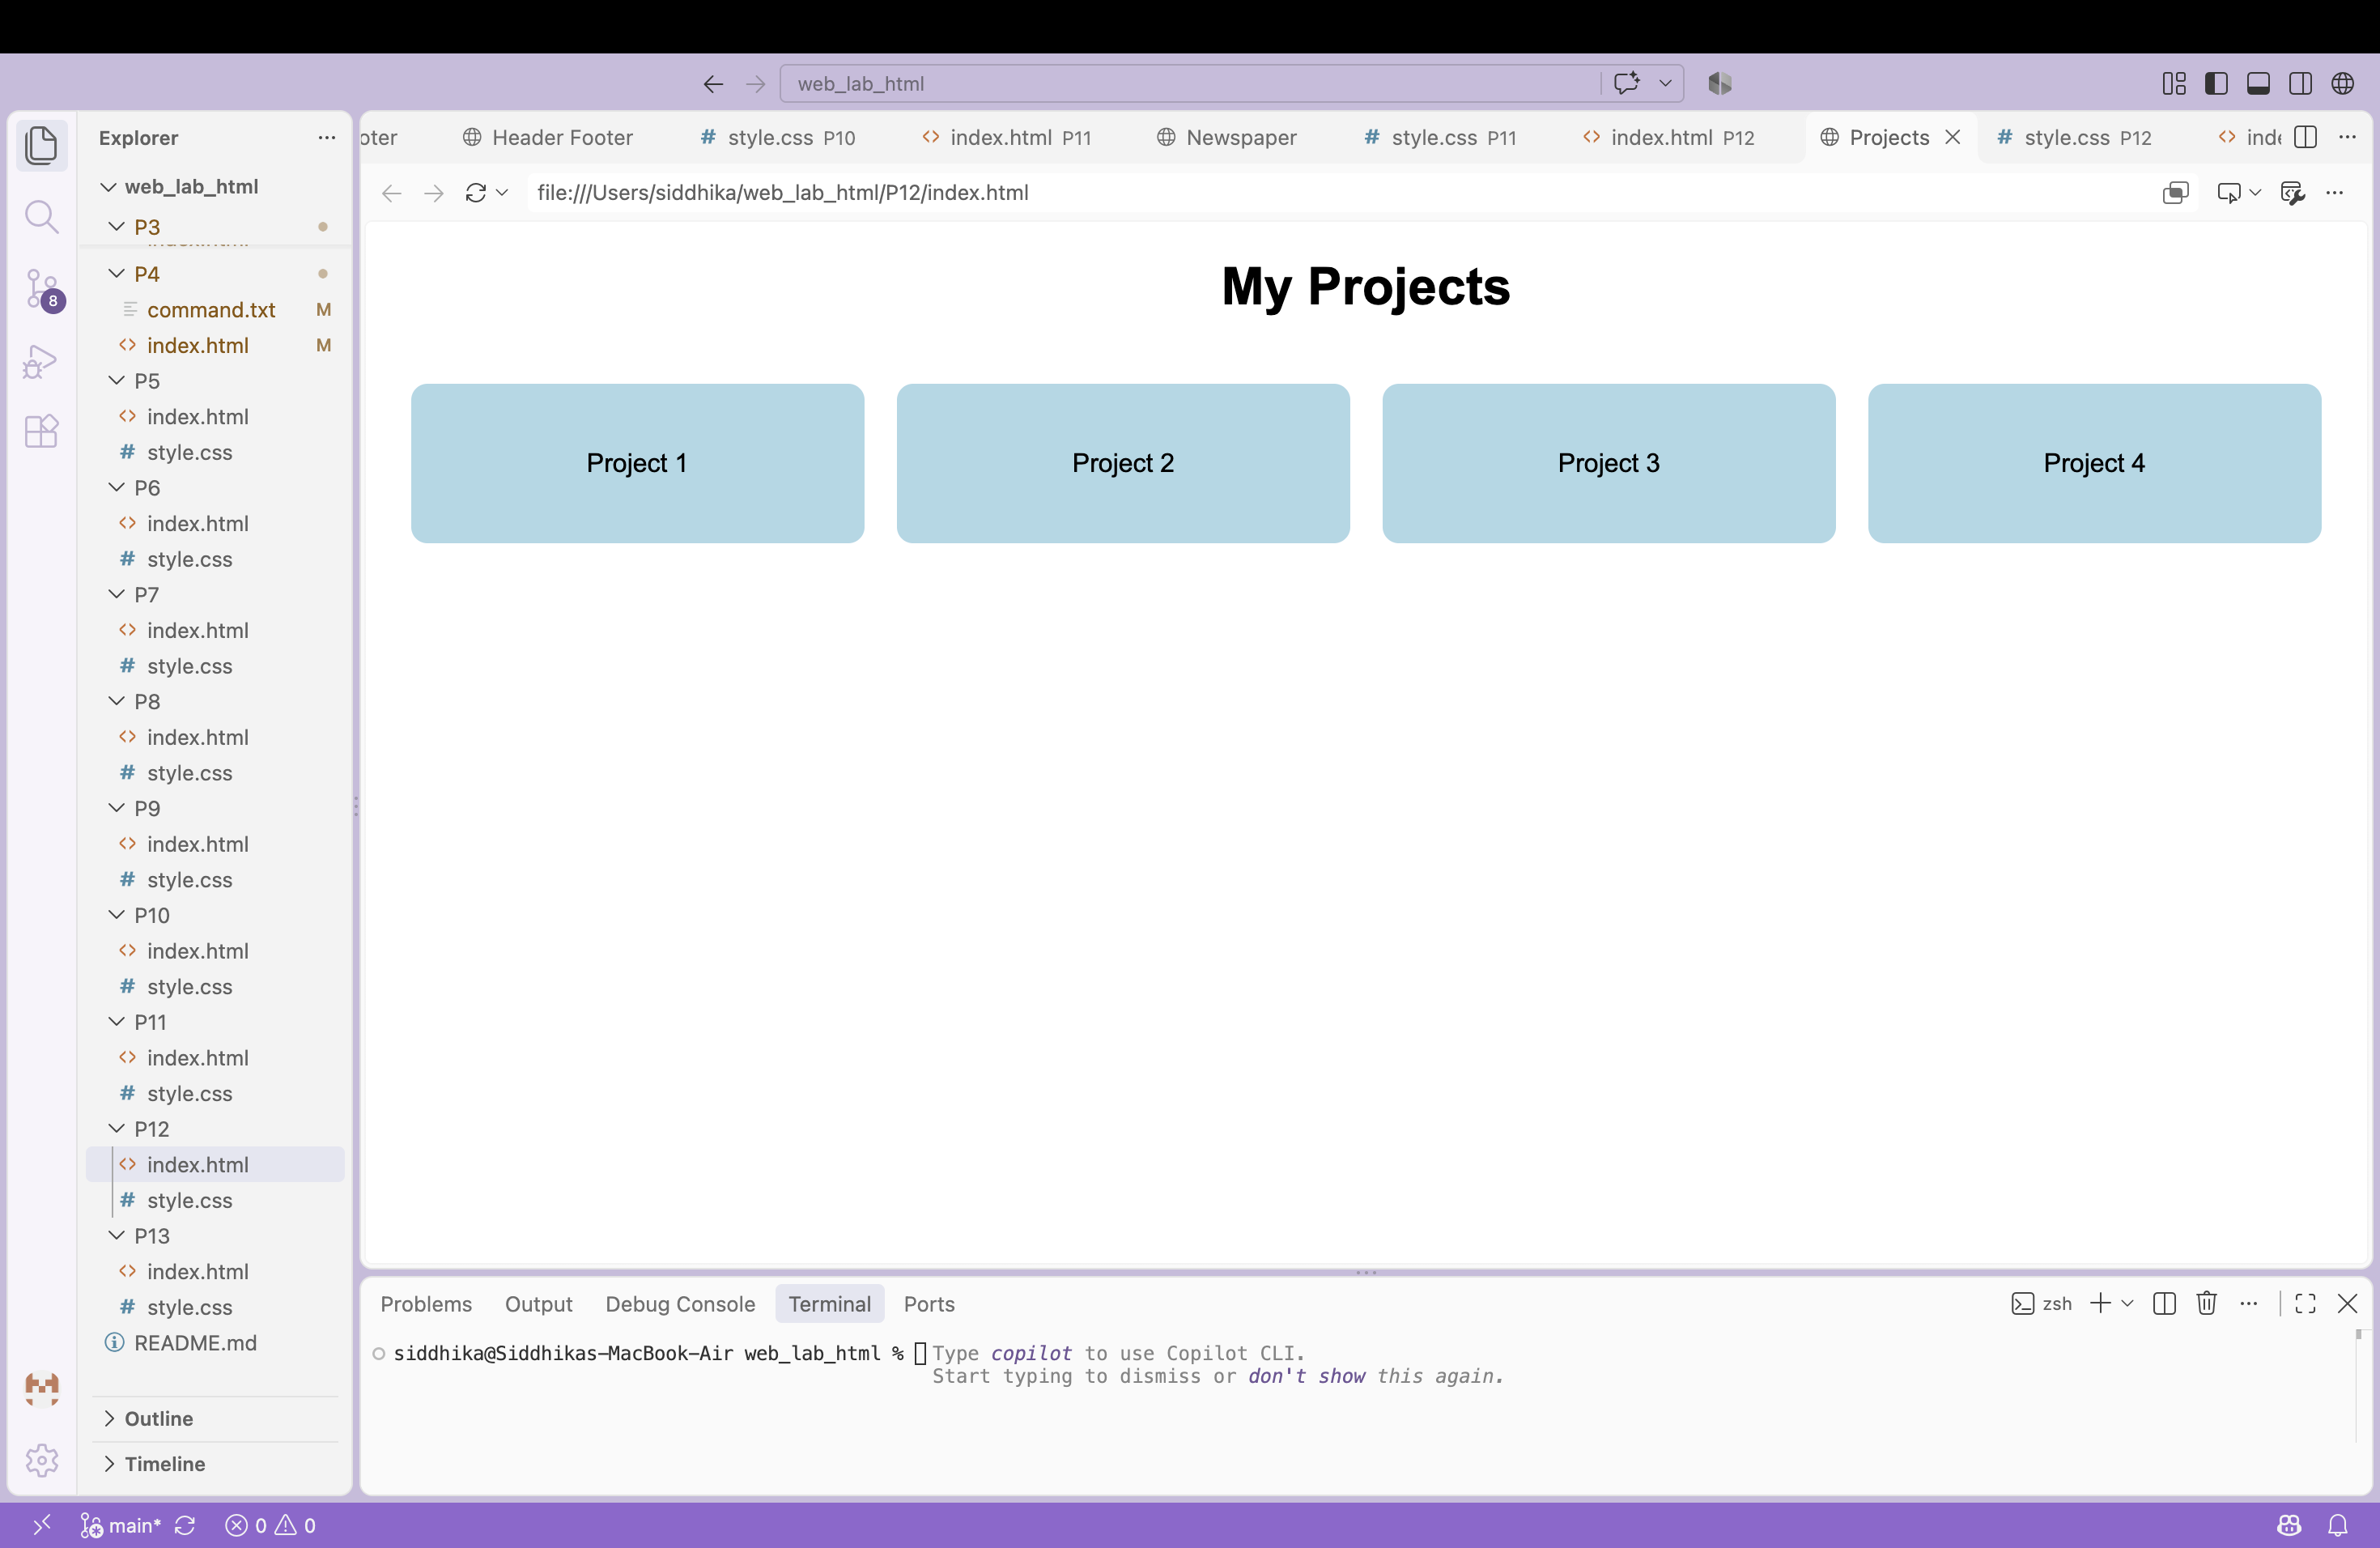 web_lab_html
Explorer
web_lab_html
P3
P4
command.txt M
index.html M
P5
index.html
style.css
P6
index.html
style.css
P7
index.html
style.css
P8
index.html
style.css
P9
index.html
style.css
P10
index.html
style.css
P11
index.html
style.css
P12
index.html
style.css
P13
index.html
style.css
README.md
Outline
Timeline
8
oter Header Footer # style.css P10 <> index.html P11 Newspaper # style.css P11 <> index.html P12 Projects # style.css P12 <> inde
file:///Users/siddhika/web_lab_html/P12/index.html
My Projects
Project 1 Project 2 Project 3 Project 4
Problems Output Debug Console Terminal Ports zsh
siddhika@Siddhikas-MacBook-Air web_lab_html % Type copilot to use Copilot CLI.
Start typing to dismiss or don't show this again.
main* 0 0